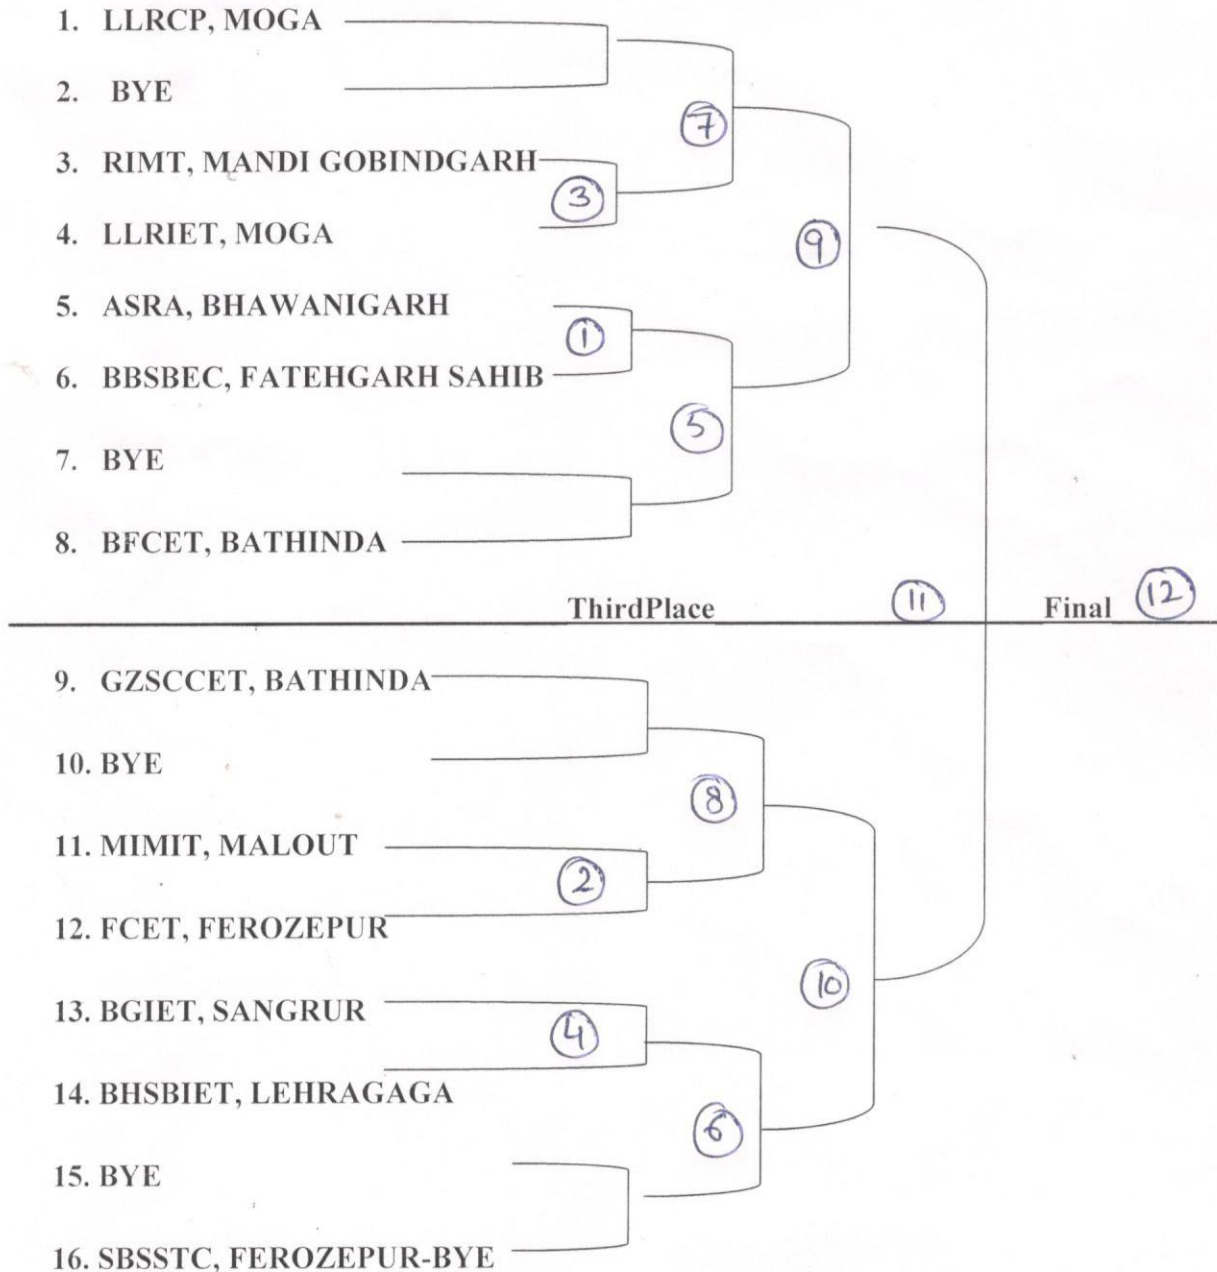 1. LLRCP, MOGA
2. BYE
7
3. RIMT, MANDI GOBINDGARH
3
4. LLRIET, MOGA
9
5. ASRA, BHAWANIGARH
1
6. BBSBEC, FATEHGARH SAHIB
5
7. BYE
8. BFCET, BATHINDA
ThirdPlace 11 Final 12
9. GZSCCET, BATHINDA
10. BYE
8
11. MIMIT, MALOUT
2
12. FCET, FEROZEPUR
10
13. BGIET, SANGRUR
4
14. BHSBIET, LEHRAGAGA
6
15. BYE
16. SBSSTC, FEROZEPUR-BYE